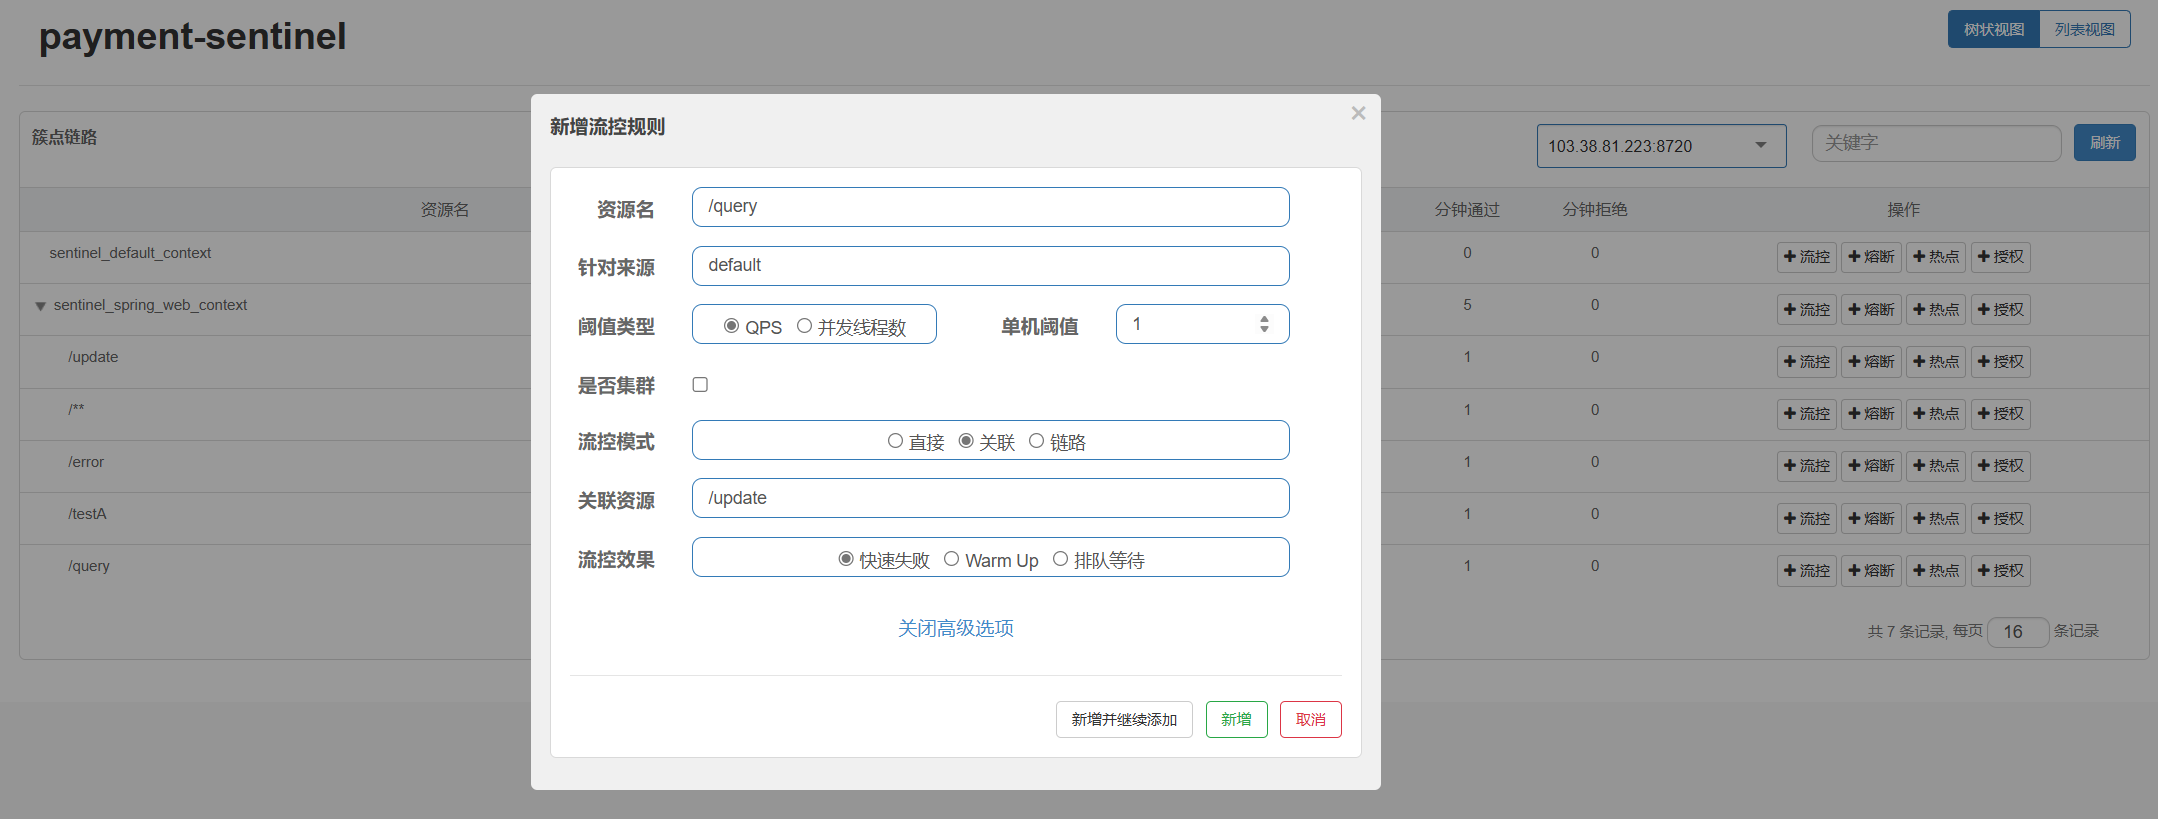 payment-sentinel
树状视图 列表视图
簇点链路
103.38.81.223:8720
关键字
刷新
资源名 分钟通过 分钟拒绝 操作
sentinel_default_context 0 0 流控 熔断 热点 授权
sentinel_spring_web_context 5 0 流控 熔断 热点 授权
/update 1 0 流控 熔断 热点 授权
/** 1 0 流控 熔断 热点 授权
/error 1 0 流控 熔断 热点 授权
/testA 1 0 流控 熔断 热点 授权
/query 1 0 流控 熔断 热点 授权
共 7 条记录, 每页 16 条记录
新增流控规则 ×
资源名 /query
针对来源 default
阈值类型 QPS 并发线程数 单机阈值 1
是否集群
流控模式 直接 关联 链路
关联资源 /update
流控效果 快速失败 Warm Up 排队等待
关闭高级选项
新增并继续添加 新增 取消